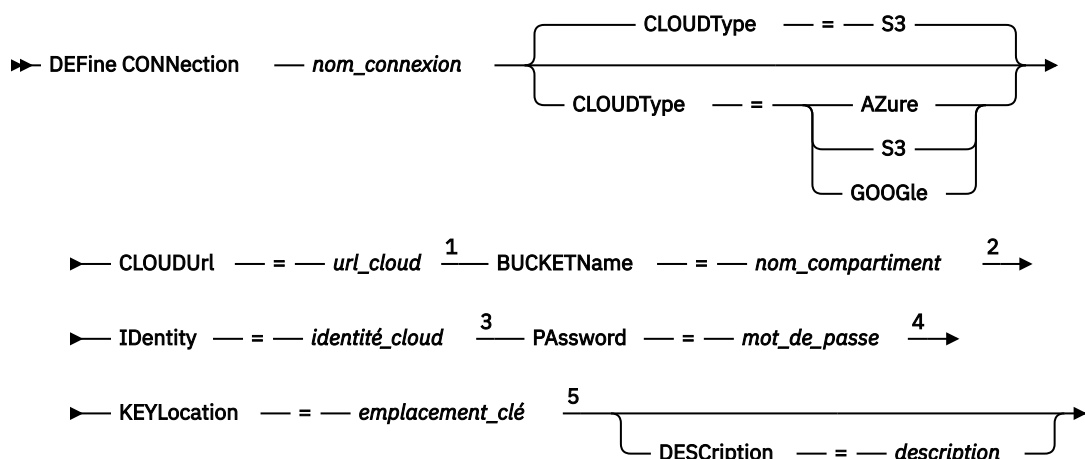 CLOUDType = S3
DEFine CONNection nom_connexion
CLOUDType = AZure
S3
GOOGle
CLOUDUrl = url_cloud 1 BUCKETName = nom_compartiment 2
IDentity = identité_cloud 3 PAssword = mot_de_passe 4
KEYLocation = emplacement_clé 5
DESCription = description